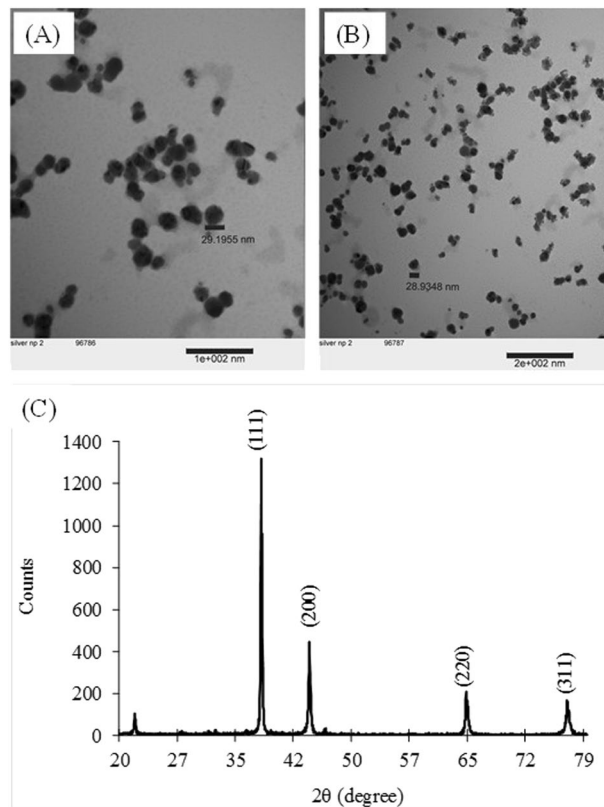 (A)
29.1955 nm
silver np 2 96786
1e+002 nm
(B)
28.9348 nm
silver np 2 96787
2e+002 nm
(C)
(111)
(200)
(220)
(311)
1400
1200
1000
800
600
400
200
0
Counts
20 27 35 42 50 57 65 72 79
2θ (degree)